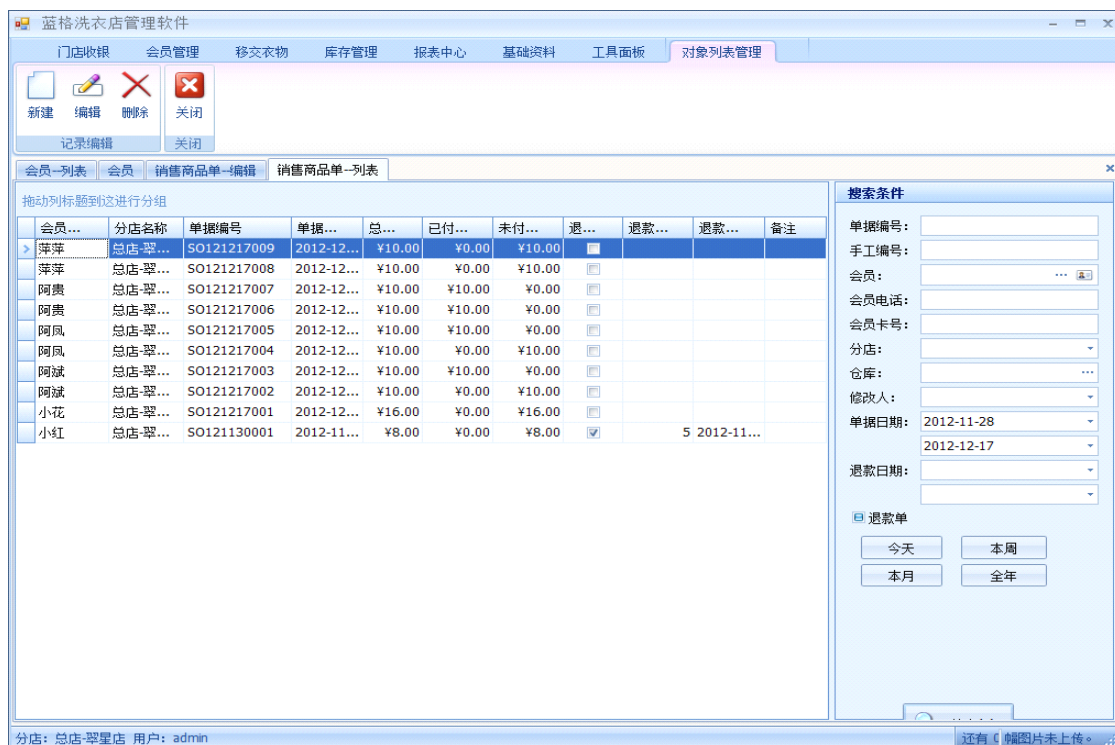 蓝格洗衣店管理软件
门店收银 会员管理 移交衣物 库存管理 报表中心 基础资料 工具面板 对象列表管理
新建 编辑 删除 关闭
记录编辑 关闭
会员--列表 会员 销售商品单--编辑 销售商品单--列表
拖动列标题到这进行分组
会员... 分店名称 单据编号 单据... 总... 已付... 未付... 退... 退款... 退款... 备注
萍萍 总店-翠... SO121217009 2012-12... ¥10.00 ¥0.00 ¥10.00
萍萍 总店-翠... SO121217008 2012-12... ¥10.00 ¥0.00 ¥10.00
阿贵 总店-翠... SO121217007 2012-12... ¥10.00 ¥10.00 ¥0.00
阿贵 总店-翠... SO121217006 2012-12... ¥10.00 ¥0.00 ¥10.00
阿凤 总店-翠... SO121217005 2012-12... ¥10.00 ¥10.00 ¥0.00
阿凤 总店-翠... SO121217004 2012-12... ¥10.00 ¥0.00 ¥10.00
阿斌 总店-翠... SO121217003 2012-12... ¥10.00 ¥10.00 ¥0.00
阿斌 总店-翠... SO121217002 2012-12... ¥10.00 ¥0.00 ¥10.00
小花 总店-翠... SO121217001 2012-12... ¥16.00 ¥0.00 ¥16.00
小红 总店-翠... SO121130001 2012-11... ¥8.00 ¥0.00 ¥8.00 5 2012-11...
搜索条件
单据编号：
手工编号：
会员：
会员电话：
会员卡号：
分店：
仓库：
修改人：
单据日期： 2012-11-28
2012-12-17
退款日期：
退款单
今天 本周
本月 全年
分店：总店-翠星店 用户：admin
还有 0 幅图片未上传。